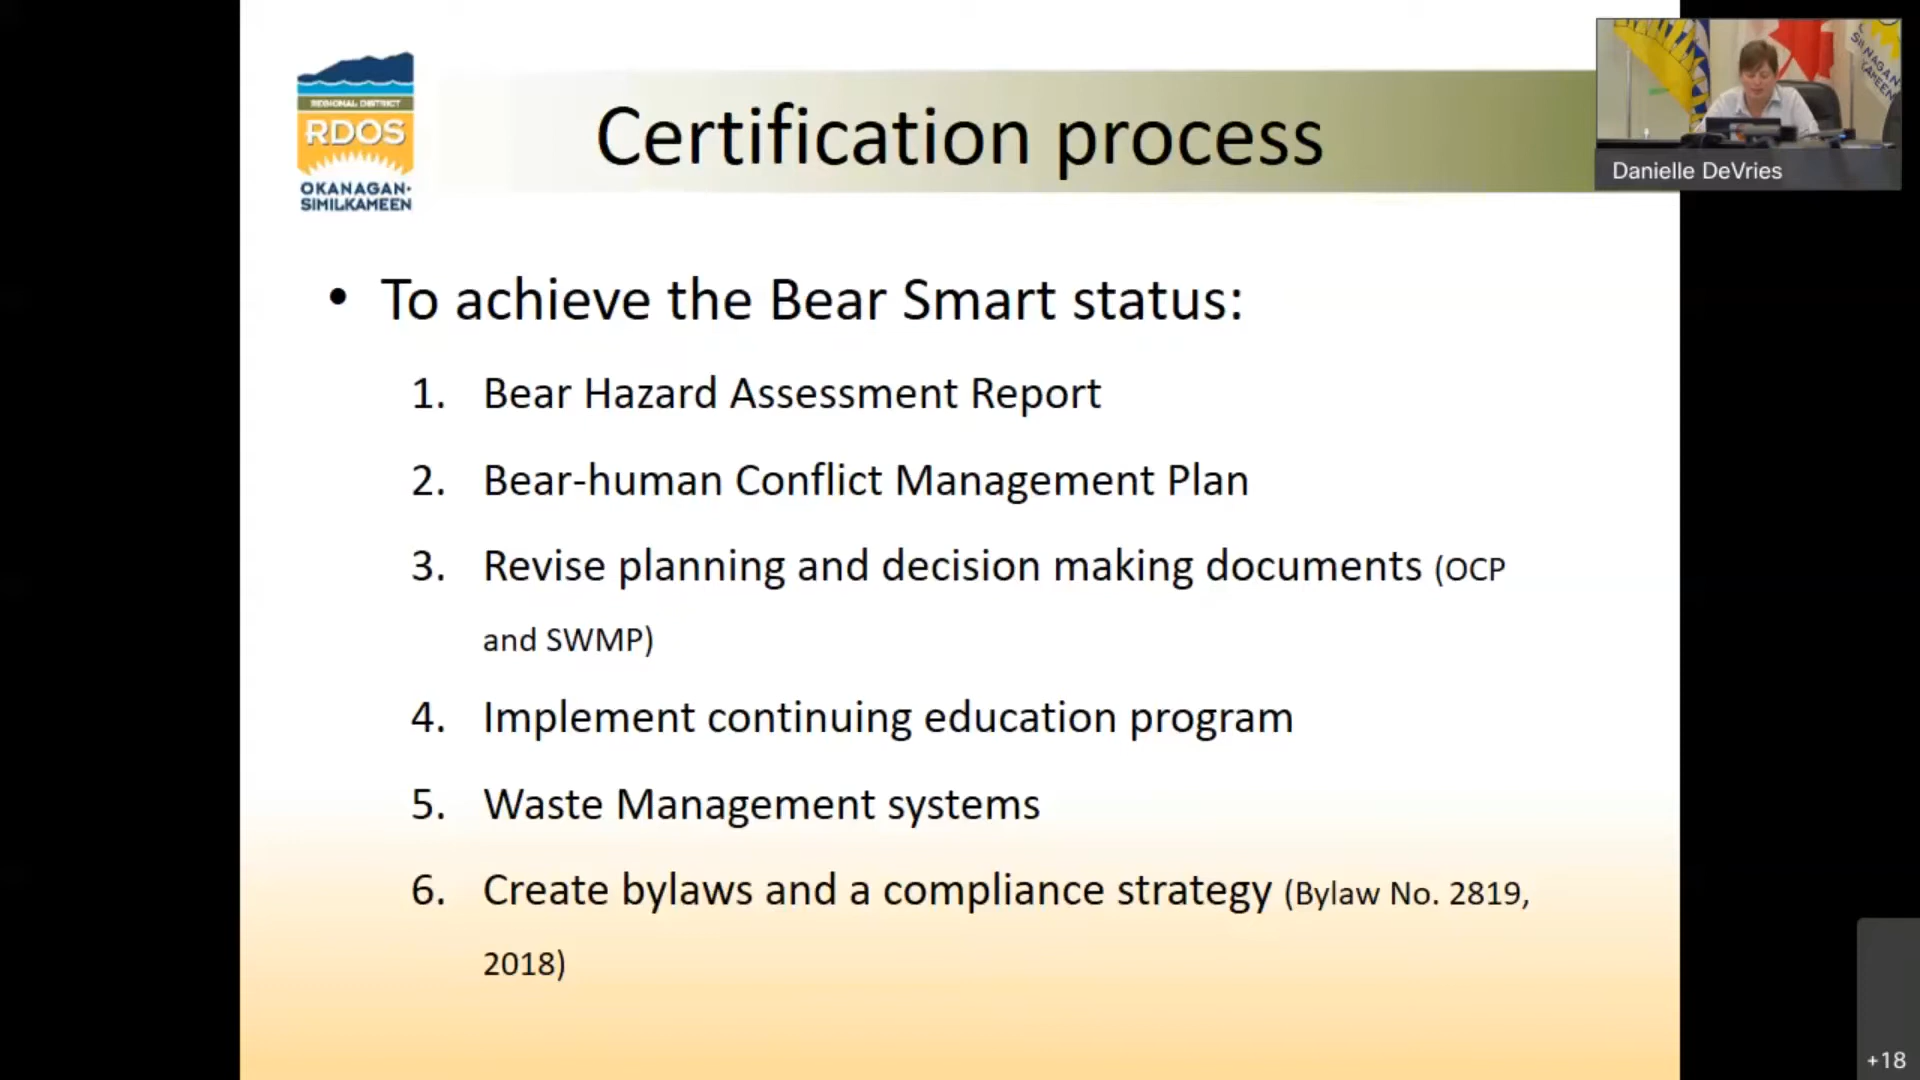 REGIONAL DISTRICT
RDOS
OKANAGAN-
SIMILKAMEEN
Certification process
NAGAN
KAMEEN
Danielle DeVries
• To achieve the Bear Smart status:
1. Bear Hazard Assessment Report
2. Bear-human Conflict Management Plan
3. Revise planning and decision making documents (OCP
and SWMP)
4. Implement continuing education program
5. Waste Management systems
6. Create bylaws and a compliance strategy (Bylaw No. 2819,
2018)
+18